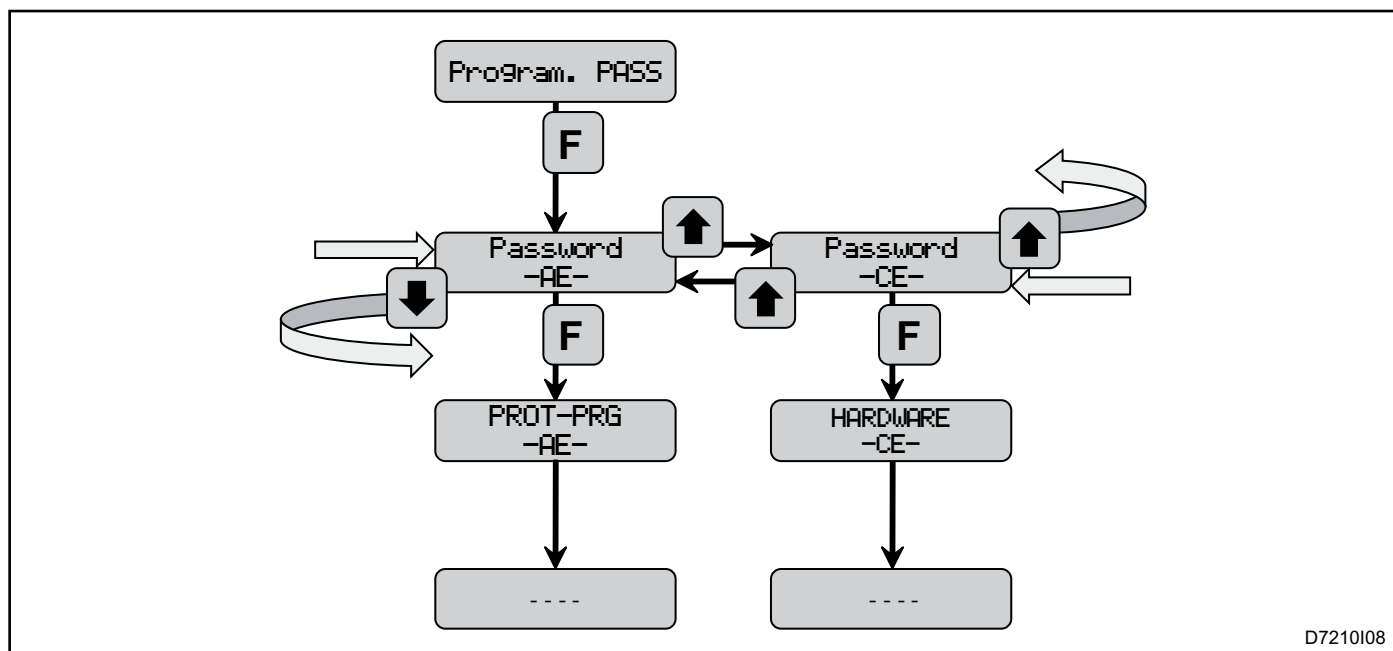 Program. PASS
F
Password
-AE-
Password
-CE-
F
F
PROT-PRG
-AE-
HARDWARE
-CE-
----
----
D7210I08